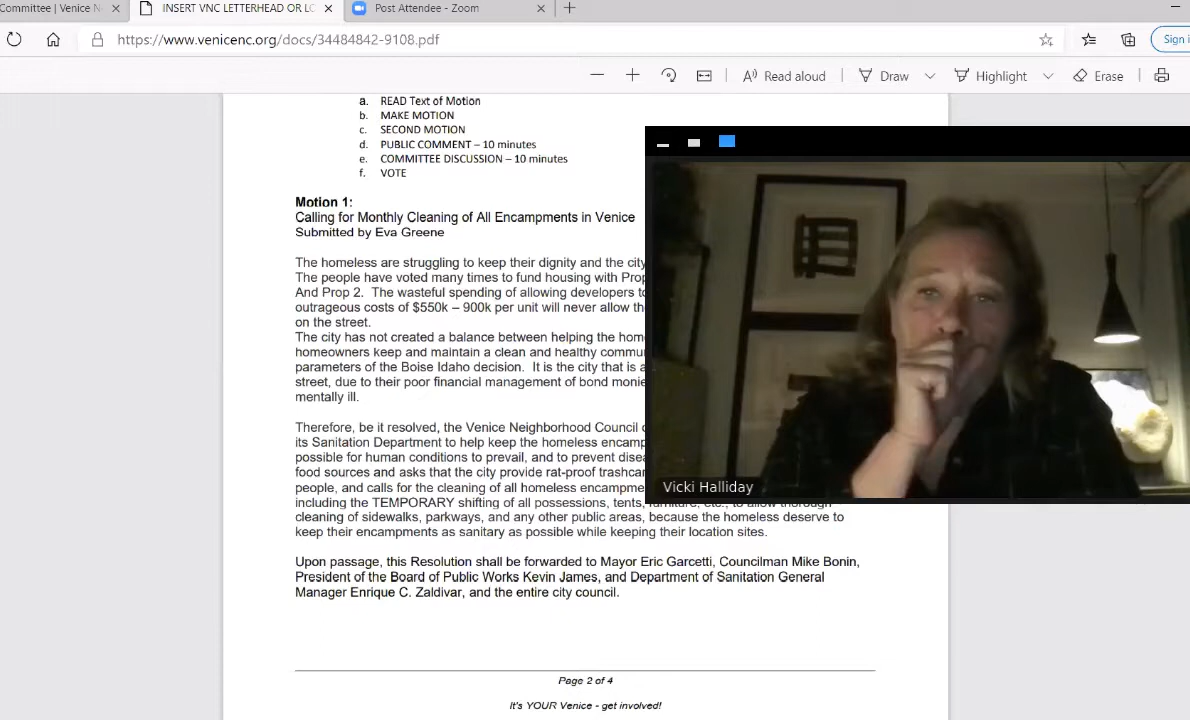 Committee | Venice N
INSERT VNC LETTERHEAD OR LC
Post Attendee - Zoom
https://www.venicenc.org/docs/34484842-9108.pdf
Sign i
Read aloud
Draw
Highlight
Erase
a. READ Text of Motion
b. MAKE MOTION
c. SECOND MOTION
d. PUBLIC COMMENT – 10 minutes
e. COMMITTEE DISCUSSION – 10 minutes
f. VOTE
Motion 1:
Calling for Monthly Cleaning of All Encampments in Venice
Submitted by Eva Greene
The homeless are struggling to keep their dignity and the city
The people have voted many times to fund housing with Prop
And Prop 2. The wasteful spending of allowing developers to
outrageous costs of $550k – 900k per unit will never allow th
on the street.
The city has not created a balance between helping the hom
homeowners keep and maintain a clean and healthy commu
parameters of the Boise Idaho decision. It is the city that is a
street, due to their poor financial management of bond monie
mentally ill.
Therefore, be it resolved, the Venice Neighborhood Council c
its Sanitation Department to help keep the homeless encamp
possible for human conditions to prevail, and to prevent disea
food sources and asks that the city provide rat-proof trashcar
people, and calls for the cleaning of all homeless encampme
including the TEMPORARY shifting of all possessions, tents, furniture, etc., to allow thorough
cleaning of sidewalks, parkways, and any other public areas, because the homeless deserve to
keep their encampments as sanitary as possible while keeping their location sites.
Upon passage, this Resolution shall be forwarded to Mayor Eric Garcetti, Councilman Mike Bonin,
President of the Board of Public Works Kevin James, and Department of Sanitation General
Manager Enrique C. Zaldivar, and the entire city council.
Page 2 of 4
It's YOUR Venice - get involved!
Vicki Halliday